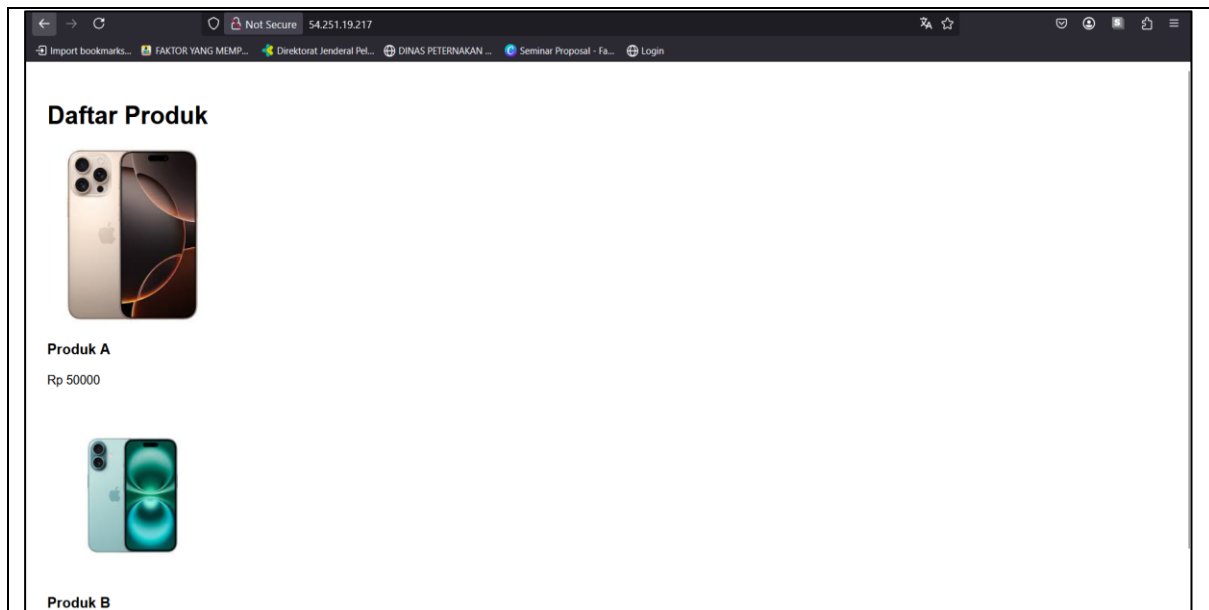 Not Secure 54.251.19.217
Import bookmarks... FAKTOR YANG MEMP... Direktorat Jenderal Pel... DINAS PETERNAKAN ... Seminar Proposal - Fa... Login
Daftar Produk
Produk A
Rp 50000
Produk B